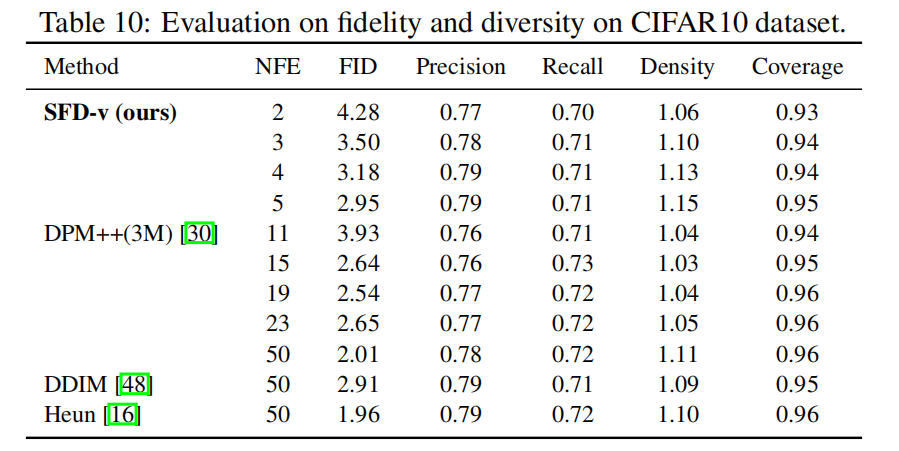 Table 10: Evaluation on fidelity and diversity on CIFAR10 dataset.
Method NFE FID Precision Recall Density Coverage
SFD-v (ours) 2 4.28 0.77 0.70 1.06 0.93
3 3.50 0.78 0.71 1.10 0.94
4 3.18 0.79 0.71 1.13 0.94
5 2.95 0.79 0.71 1.15 0.95
DPM++(3M) [30] 11 3.93 0.76 0.71 1.04 0.94
15 2.64 0.76 0.73 1.03 0.95
19 2.54 0.77 0.72 1.04 0.96
23 2.65 0.77 0.72 1.05 0.96
50 2.01 0.78 0.72 1.11 0.96
DDIM [48] 50 2.91 0.79 0.71 1.09 0.95
Heun [16] 50 1.96 0.79 0.72 1.10 0.96